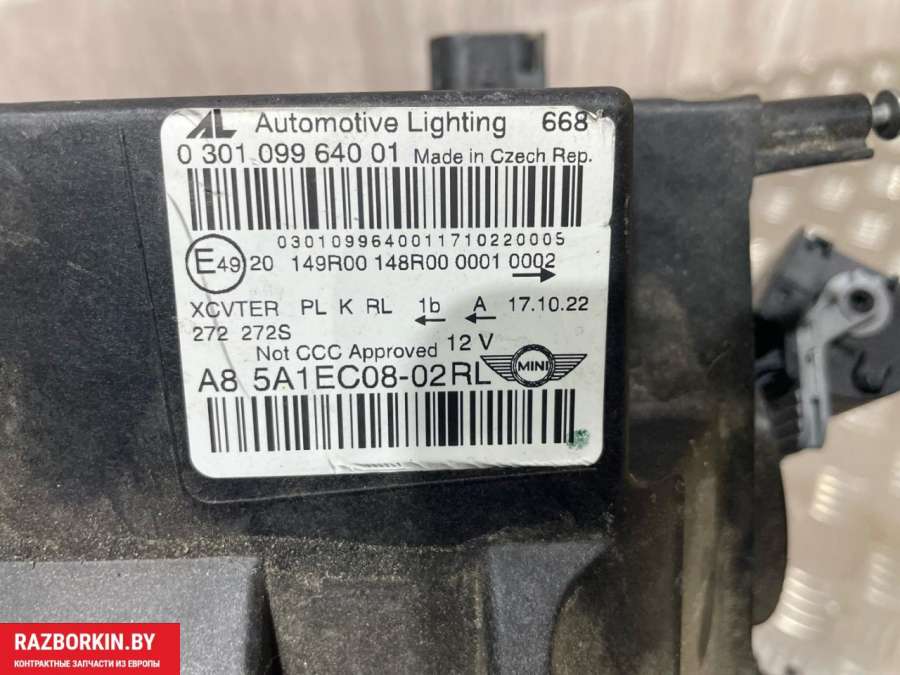 AL Automotive Lighting 668
0 301 099 640 01 Made in Czech Rep.
0301099640011710220005
E49 20 149R00 148R00 0001 0002
XCVTER PL K RL 1b A 17.10.22
272 272S
Not CCC Approved 12 V
A8 5A1EC08-02RL MINI
RAZBORKIN.BY
КОНТРАКТНЫЕ ЗАПЧАСТИ ИЗ ЕВРОПЫ